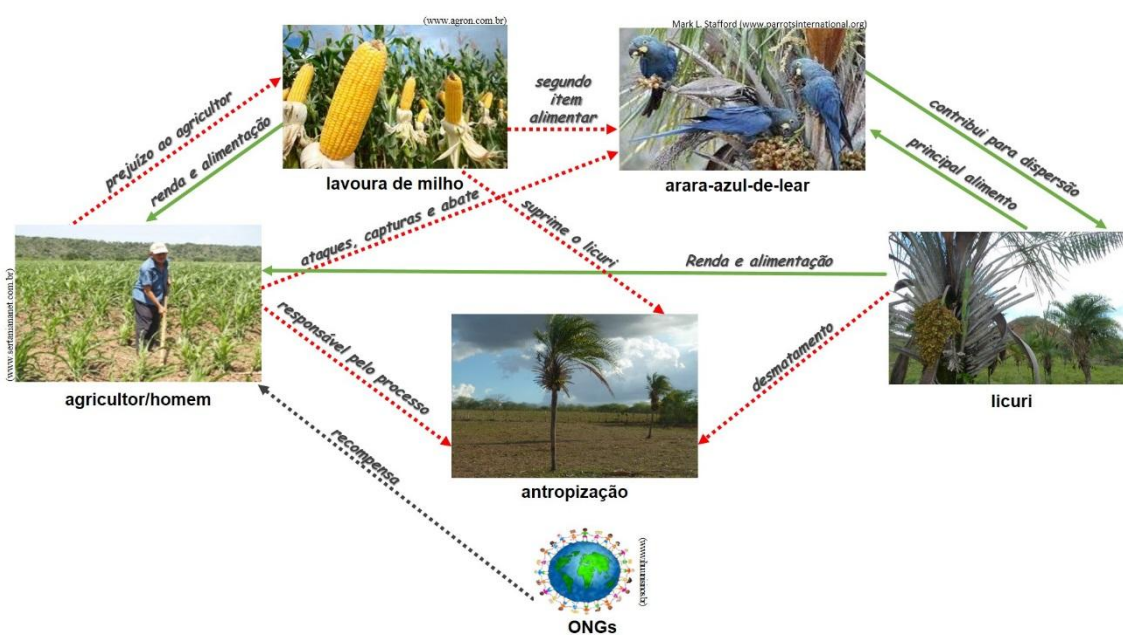 (www.agron.com.br)
Mark L. Stafford (www.parrotsinternational.org)
segundo
item
alimentar
prejuízo ao agricultor
renda e alimentação
contribui para dispersão
principal alimento
lavoura de milho
arara-azul-de-lear
ataques, capturas e abate
suprime o licuri
Renda e alimentação
(www.sertaniananet.com.br)
responsável pelo processo
desmatamento
agricultor/homem
licuri
recompensa
antropização
ONGs